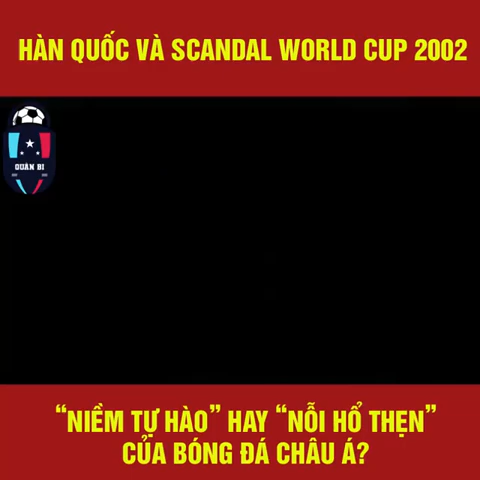 HÀN QUỐC VÀ SCANDAL WORLD CUP 2002
QUÂN BI
“NIỀM TỰ HÀO” HAY “NỖI HỔ THẸN”
CỦA BÓNG ĐÁ CHÂU Á?